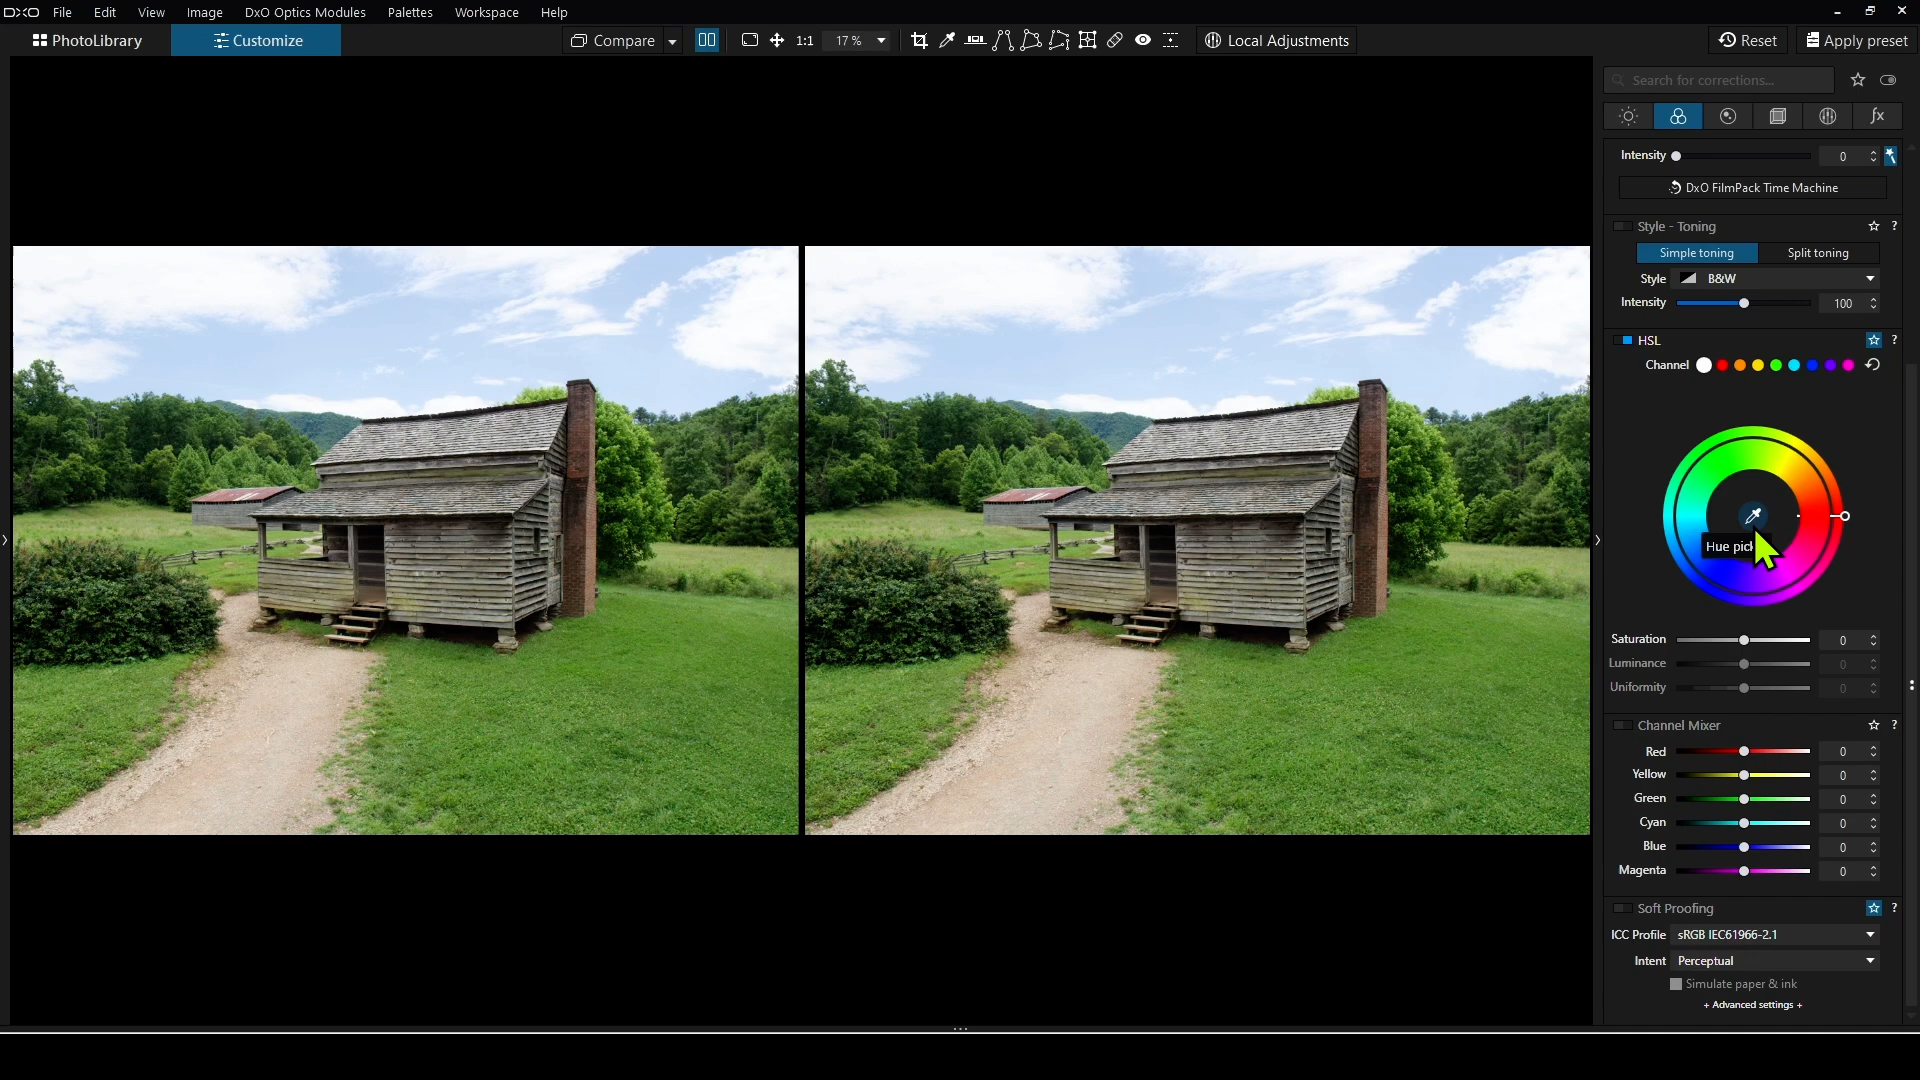 DXO File Edit View Image DxO Optics Modules Palettes Workspace Help
PhotoLibrary Customize Compare 1:1 17 % Local Adjustments Reset Apply preset
Search for corrections...
fx
Intensity 0
DxO FilmPack Time Machine
Style - Toning ?
Simple toning Split toning
Style B&W
Intensity 100
HSL ?
Channel
Hue pick
Saturation 0
Luminance 0
Uniformity 0
Channel Mixer ?
Red 0
Yellow 0
Green 0
Cyan 0
Blue 0
Magenta 0
Soft Proofing ?
ICC Profile sRGB IEC61966-2.1
Intent Perceptual
Simulate paper & ink
+ Advanced settings +